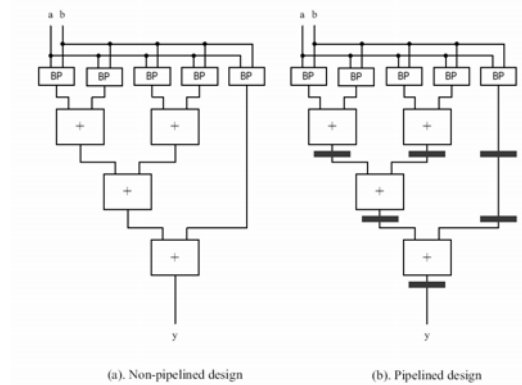 a b a b
BP BP BP BP BP BP BP BP BP BP
+ + + +
+ +
+ +
y y
(a). Non-pipelined design (b). Pipelined design